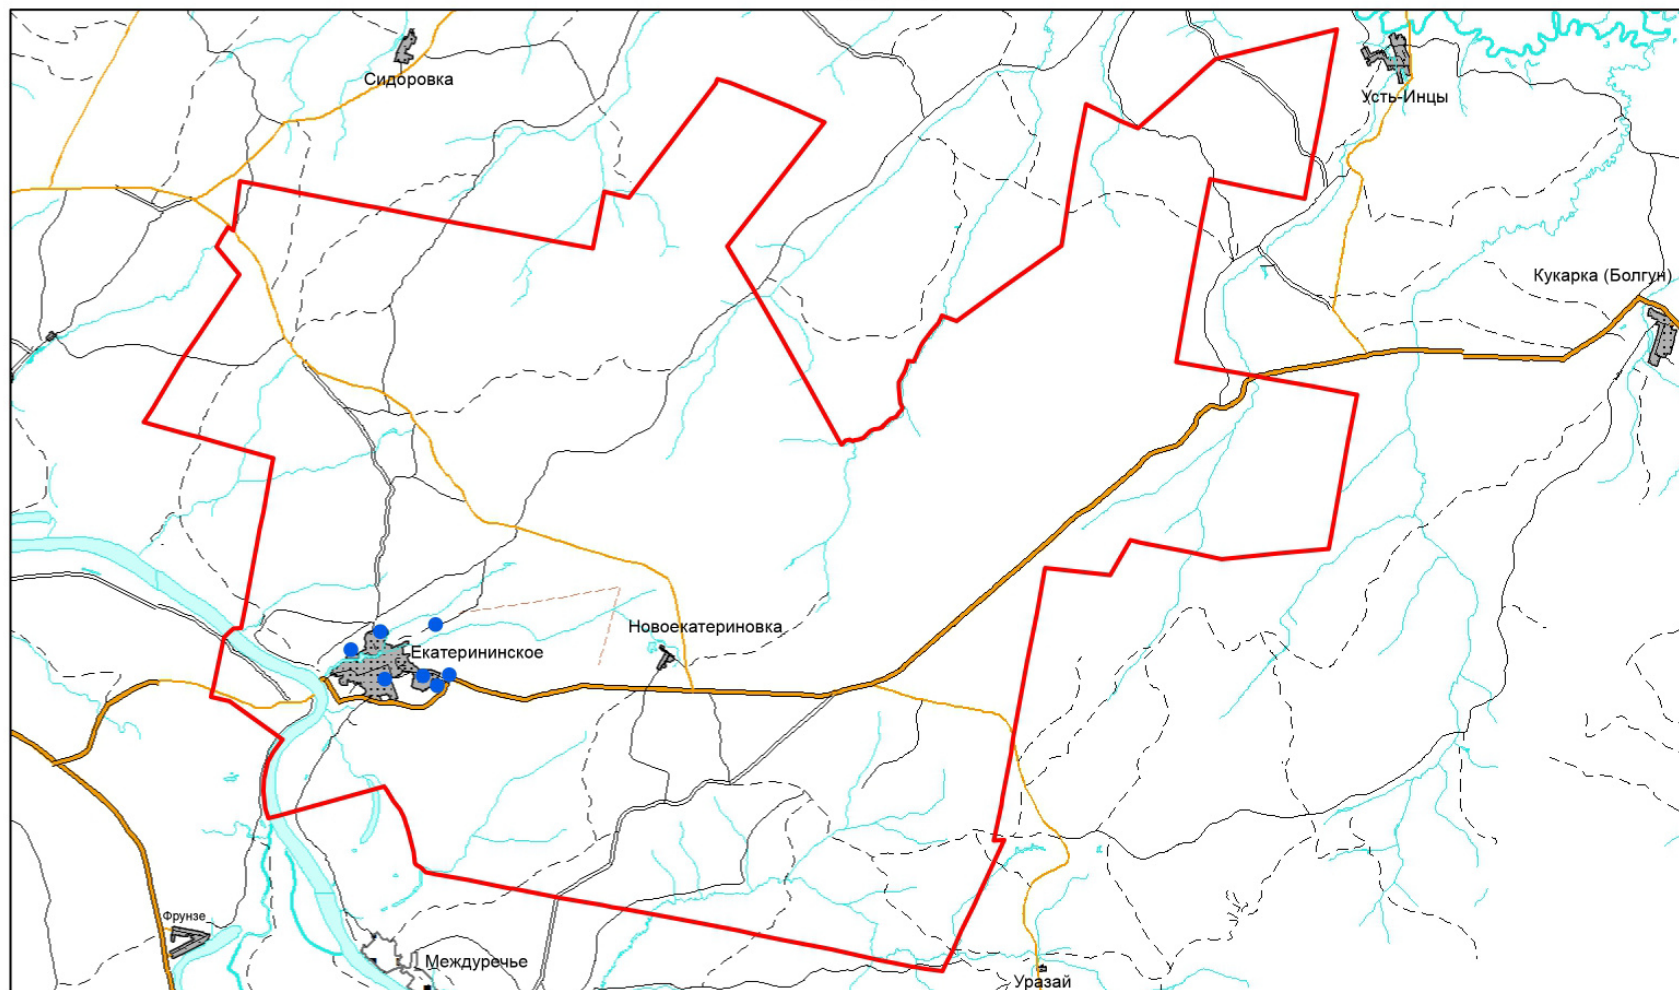 Сидоровка
Усть-Инцы
Кукарка (Болгун)
Новоекатериновка
Екатерининское
Фрунзе
Междуречье
Уразай